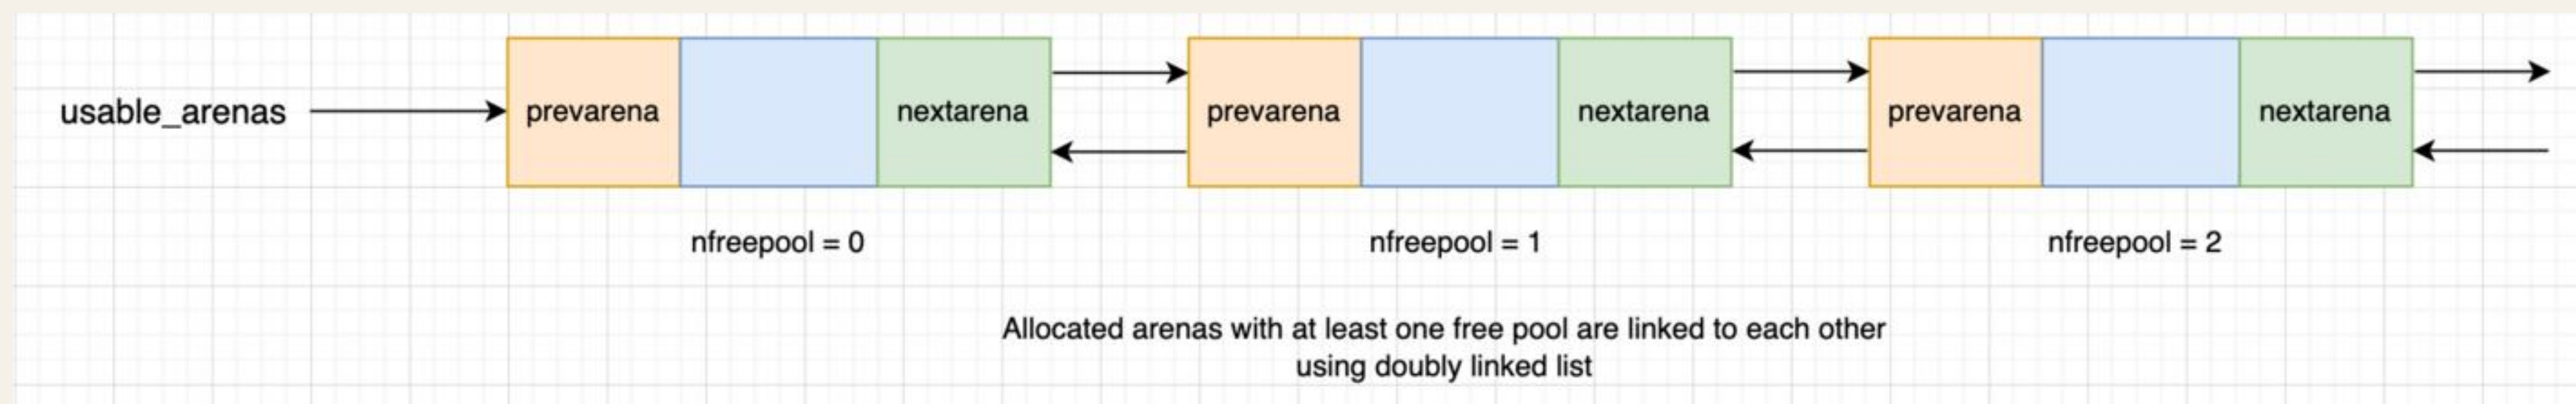 usable_arenas
prevarena
nextarena
prevarena
nextarena
prevarena
nextarena
nfreepool = 0
nfreepool = 1
nfreepool = 2
Allocated arenas with at least one free pool are linked to each other
using doubly linked list